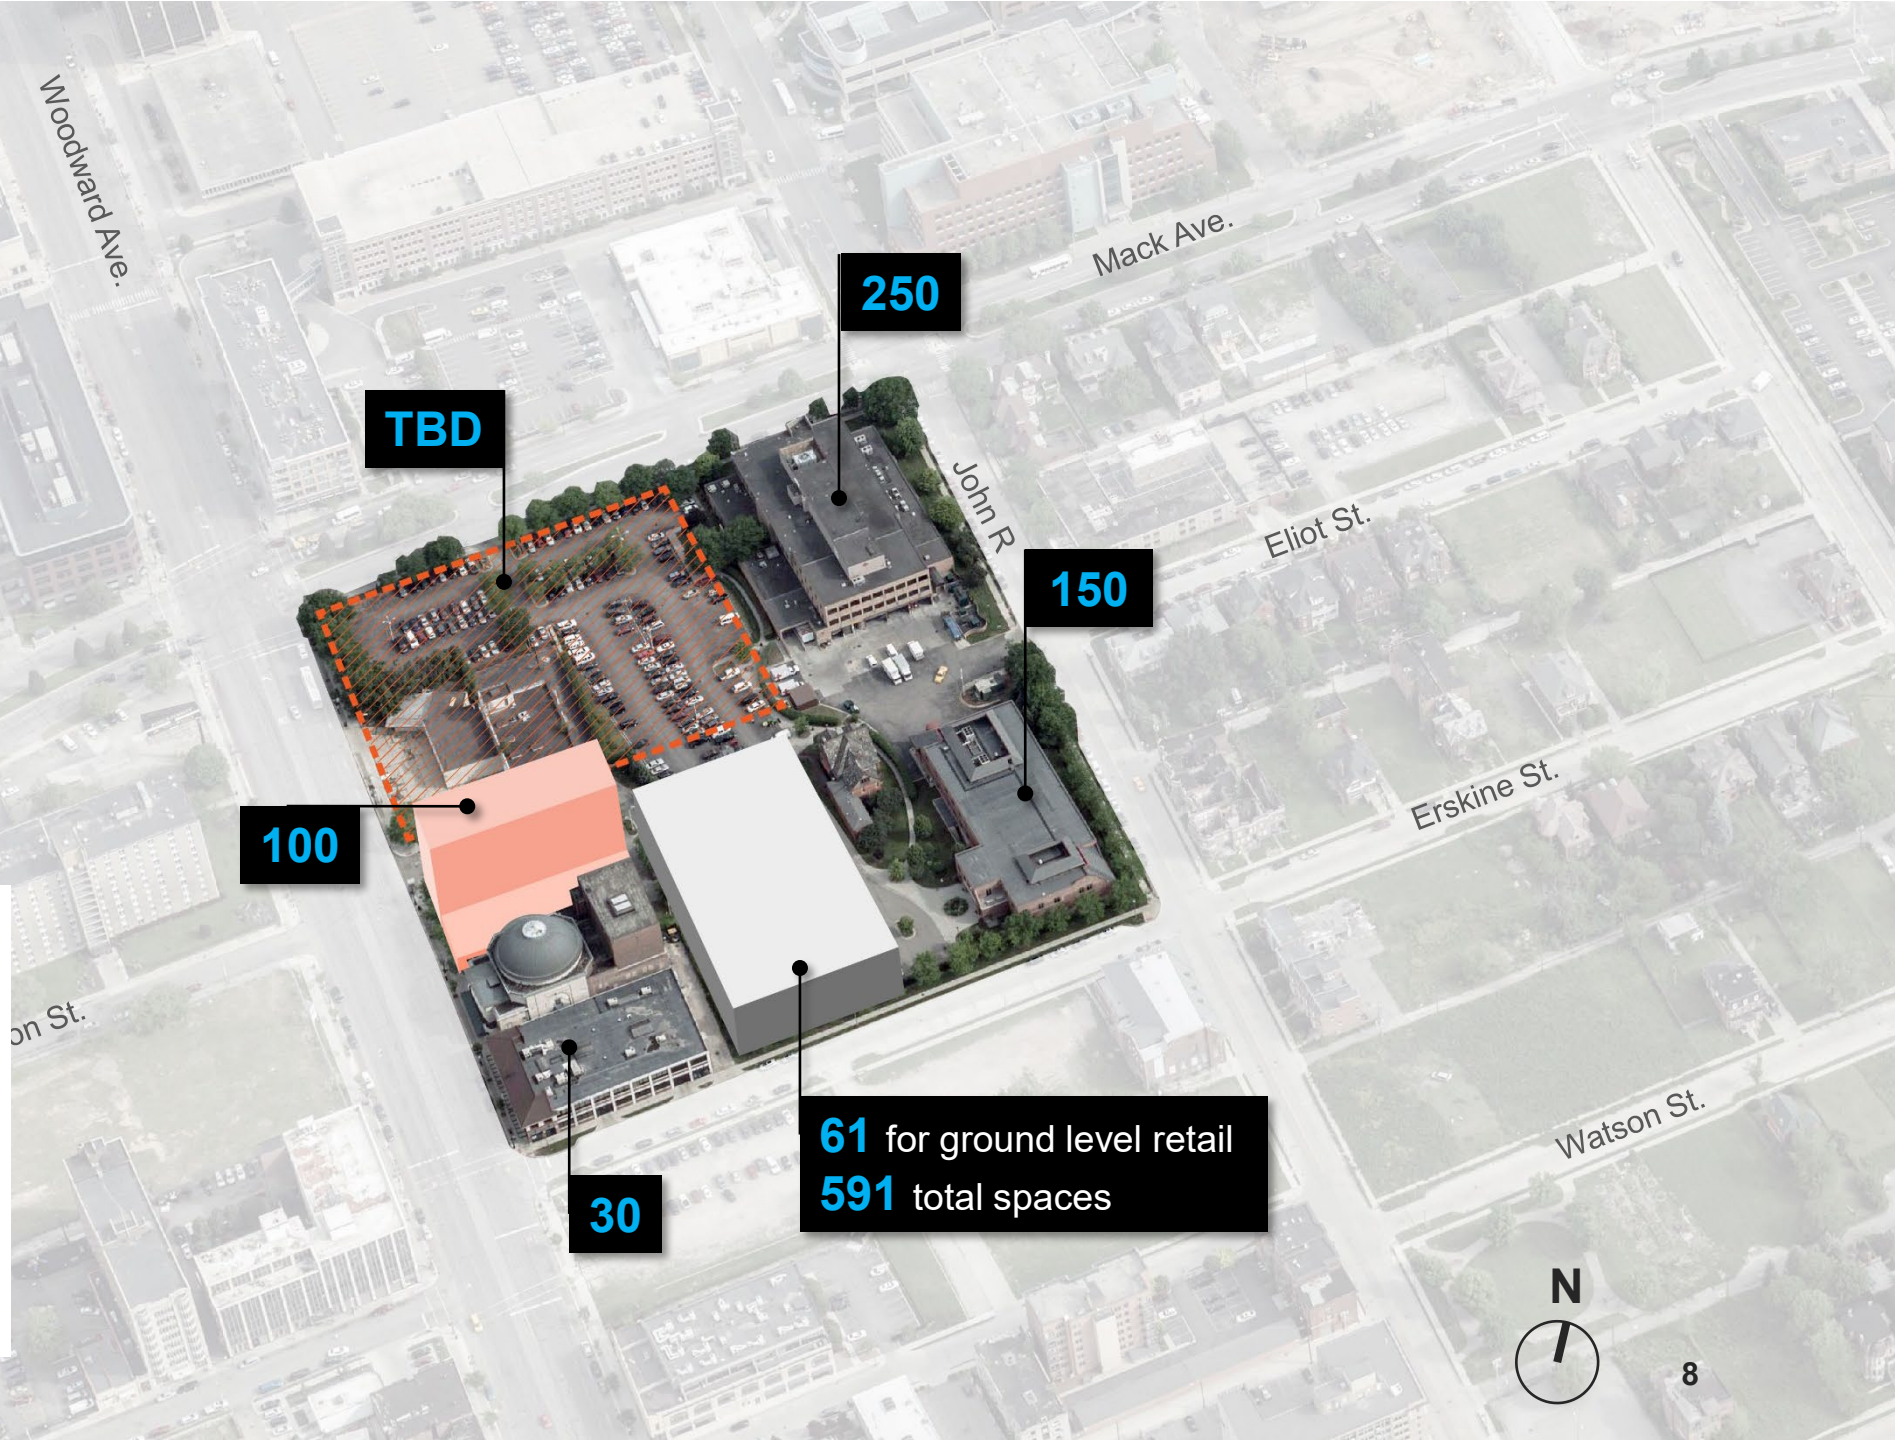 Woodward Ave.
Mack Ave.
250
TBD
John R
Eliot St.
150
Erskine St.
100
on St.
Watson St.
61 for ground level retail
591 total spaces
30
N
8